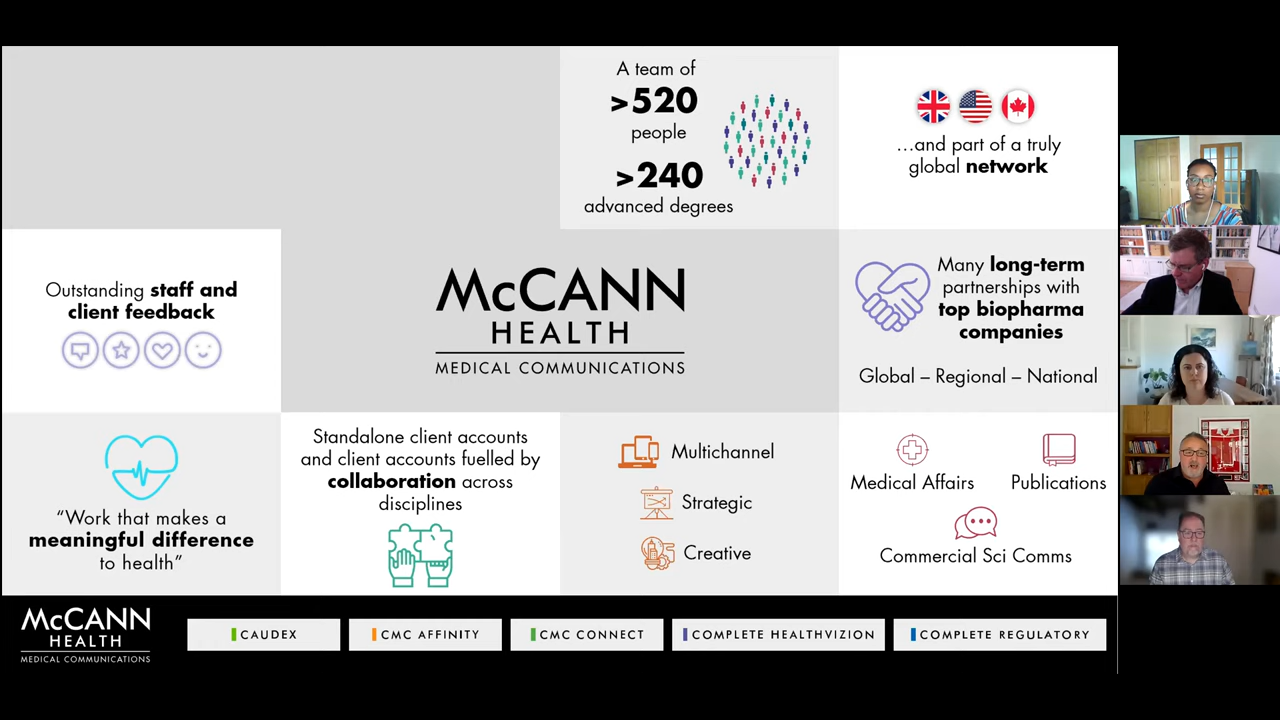 A team of
>520
people
>240
advanced degrees
…and part of a truly
global network
Outstanding staff and
client feedback
McCANN
HEALTH
MEDICAL COMMUNICATIONS
Many long-term
partnerships with
top biopharma
companies
Global – Regional – National
“Work that makes a
meaningful difference
to health”
Standalone client accounts
and client accounts fuelled by
collaboration across
disciplines
Multichannel
Strategic
Creative
Medical Affairs
Publications
Commercial Sci Comms
McCANN
HEALTH
MEDICAL COMMUNICATIONS
CAUDEX
CMC AFFINITY
CMC CONNECT
COMPLETE HEALTHVIZION
COMPLETE REGULATORY